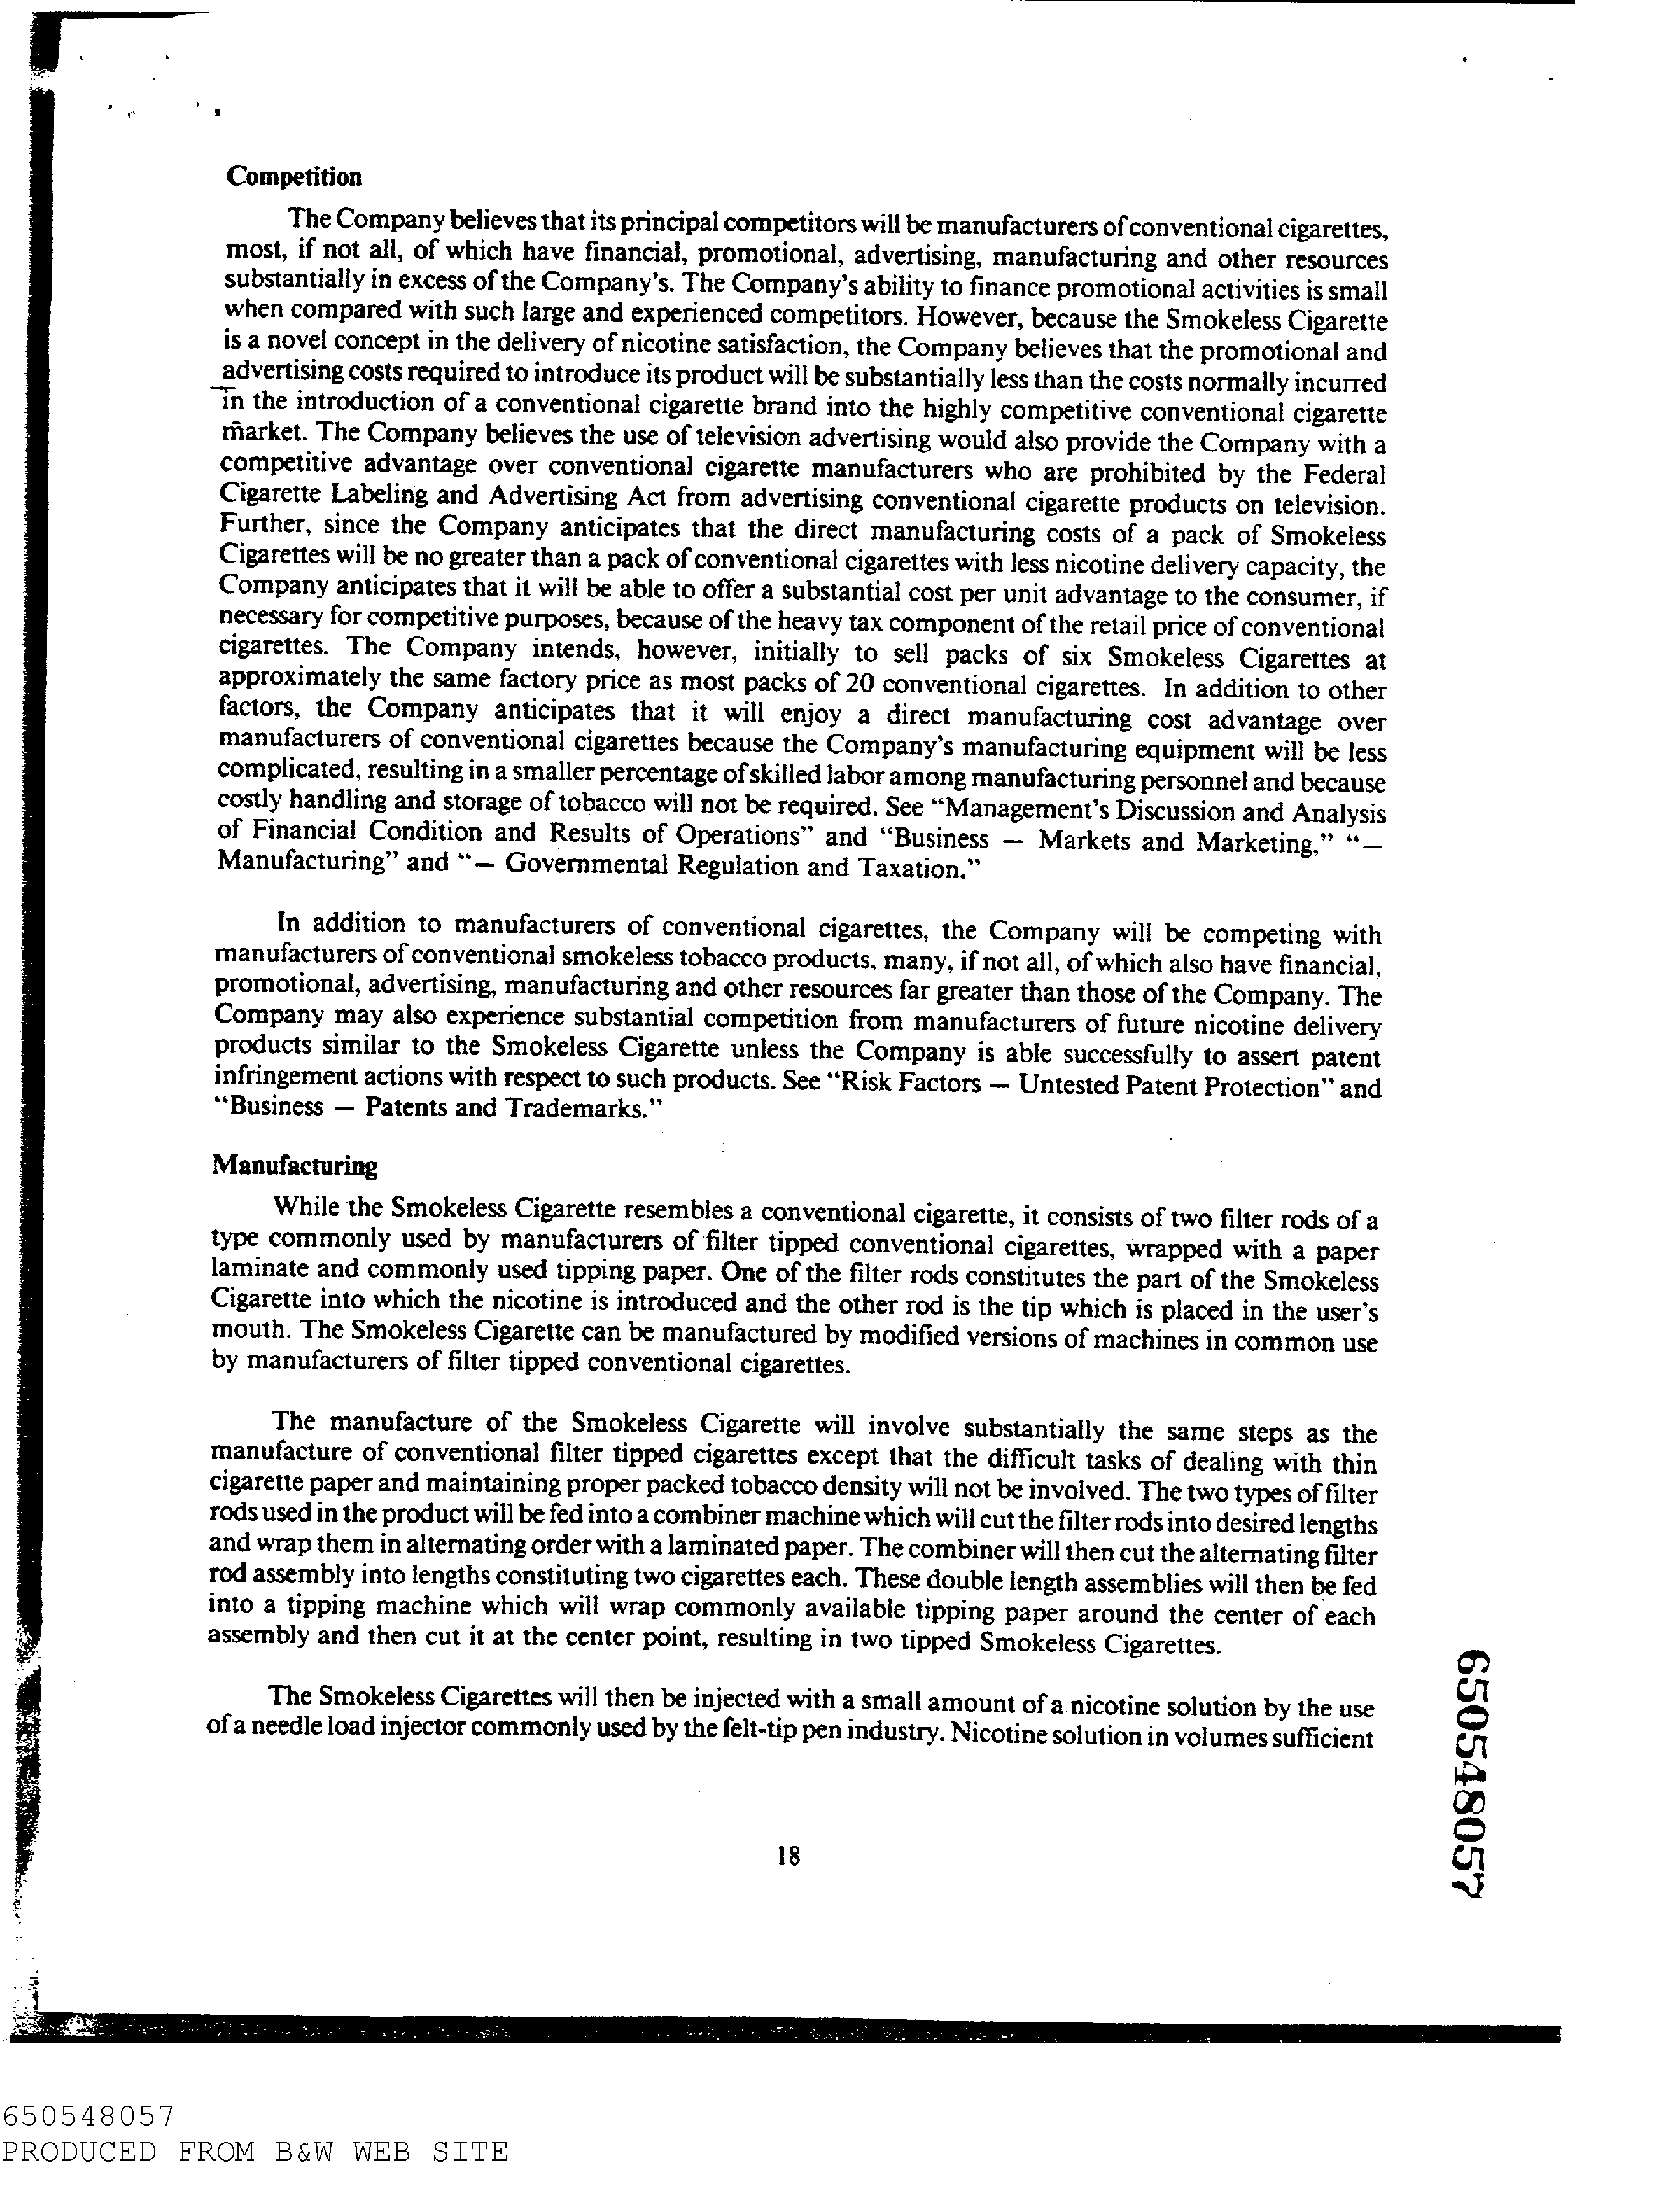 Competition
The Company believes that its principal competitors will be manufacturers of conventional cigarettes,
most, if not all, of which have financial, promotional, advertising, manufacturing and other resources
substantially in excess of the Company's. The Company's ability to finance promotional activities is small
when compared with such large and experienced competitors. However, because the Smokeless Cigarette
is a novel concept in the delivery of nicotine satisfaction, the Company believes that the promotional and
advertising costs required to introduce its product will be substantially less than the costs normally incurred
in the introduction of a conventional cigarette brand into the highly competitive conventional cigarette
market. The Company believes the use of television advertising would also provide the Company with a
competitive advantage over conventional cigarette manufacturers who are prohibited by the Federal
Cigarette Labeling and Advertising Act from advertising conventional cigarette products on television.
Further, since the Company anticipates that the direct manufacturing costs of a pack of Smokeless
Cigarettes will be no greater than a pack of conventional cigarettes with less nicotine delivery capacity, the
Company anticipates that it will be able to offer a substantial cost per unit advantage to the consumer, if
necessary for competitive purposes, because of the heavy tax component of the retail price of conventional
cigarettes. The Company intends, however, initially to sell packs of six Smokeless Cigarettes at
approximately the same factory price as most packs of 20 conventional cigarettes. In addition to other
factors, the Company anticipates that it will enjoy a direct manufacturing cost advantage over
manufacturers of conventional cigarettes because the Company's manufacturing equipment will be less
complicated, resulting in a smaller percentage of skilled labor among manufacturing personnel and because
costly handling and storage of tobacco will not be required. See “Management's Discussion and Analysis
of Financial Condition and Results of Operations” and “Business — Markets and Marketing,” “—
Manufacturing” and “— Governmental Regulation and Taxation.”
In addition to manufacturers of conventional cigarettes, the Company will be competing with
manufacturers of conventional smokeless tobacco products, many, if not all, of which also have financial,
promotional, advertising, manufacturing and other resources far greater than those of the Company. The
Company may also experience substantial competition from manufacturers of future nicotine delivery
products similar to the Smokeless Cigarette unless the Company is able successfully to assert patent
infringement actions with respect to such products. See “Risk Factors — Untested Patent Protection” and
“Business — Patents and Trademarks.”
Manufacturing
While the Smokeless Cigarette resembles a conventional cigarette, it consists of two filter rods of a
type commonly used by manufacturers of filter tipped conventional cigarettes, wrapped with a paper
laminate and commonly used tipping paper. One of the filter rods constitutes the part of the Smokeless
Cigarette into which the nicotine is introduced and the other rod is the tip which is placed in the user's
mouth. The Smokeless Cigarette can be manufactured by modified versions of machines in common use
by manufacturers of filter tipped conventional cigarettes.
The manufacture of the Smokeless Cigarette will involve substantially the same steps as the
manufacture of conventional filter tipped cigarettes except that the difficult tasks of dealing with thin
cigarette paper and maintaining proper packed tobacco density will not be involved. The two types of filter
rods used in the product will be fed into a combiner machine which will cut the filter rods into desired lengths
and wrap them in alternating order with a laminated paper. The combiner will then cut the alternating filter
rod assembly into lengths constituting two cigarettes each. These double length assemblies will then be fed
into a tipping machine which will wrap commonly available tipping paper around the center of each
assembly and then cut it at the center point, resulting in two tipped Smokeless Cigarettes.
The Smokeless Cigarettes will then be injected with a small amount of a nicotine solution by the use
of a needle load injector commonly used by the felt-tip pen industry. Nicotine solution in volumes sufficient
18
650548057
650548057
PRODUCED FROM B&W WEB SITE